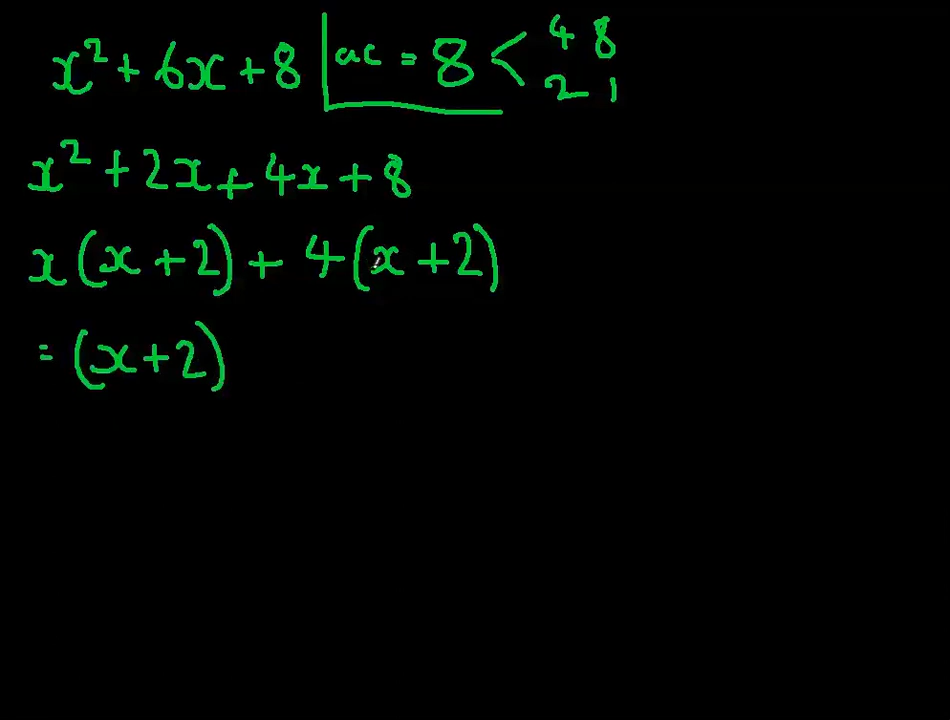 x² + 6x + 8 | ac = 8 < 4 8
2 1
x² + 2x + 4x + 8
x(x + 2) + 4(x + 2)
= (x + 2)